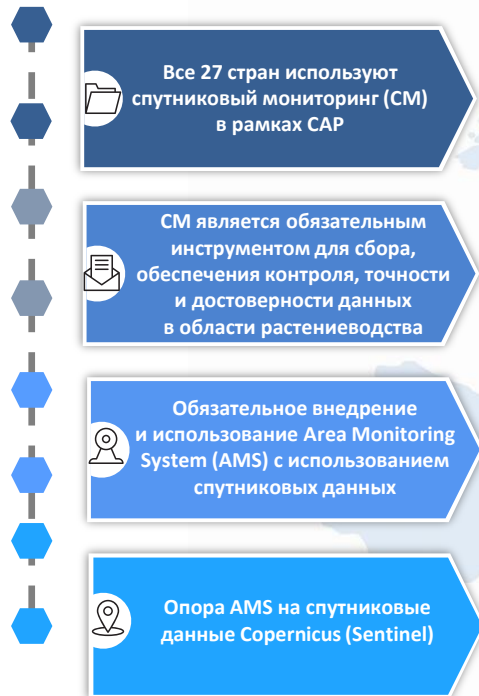 Все 27 стран используют
спутниковый мониторинг (СМ)
в рамках CAP
СМ является обязательным
инструментом для сбора,
обеспечения контроля, точности
и достоверности данных
в области растениеводства
Обязательное внедрение
и использование Area Monitoring
System (AMS) с использованием
спутниковых данных
Опора AMS на спутниковые
данные Copernicus (Sentinel)